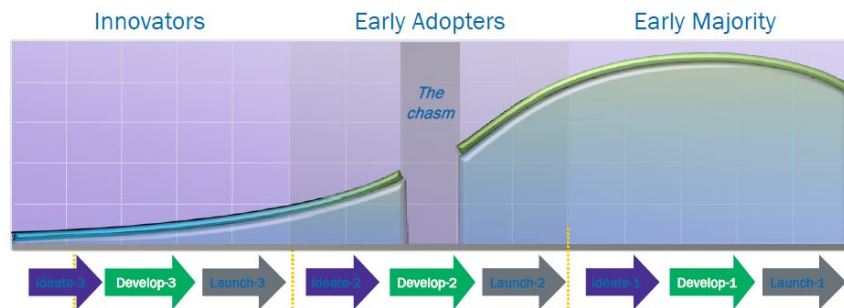 Innovators
Early Adopters
Early Majority
The
chasm
Ideate-3
Develop-3
Launch-3
Ideate-2
Develop-2
Launch-2
Ideate-1
Develop-1
Launch-1